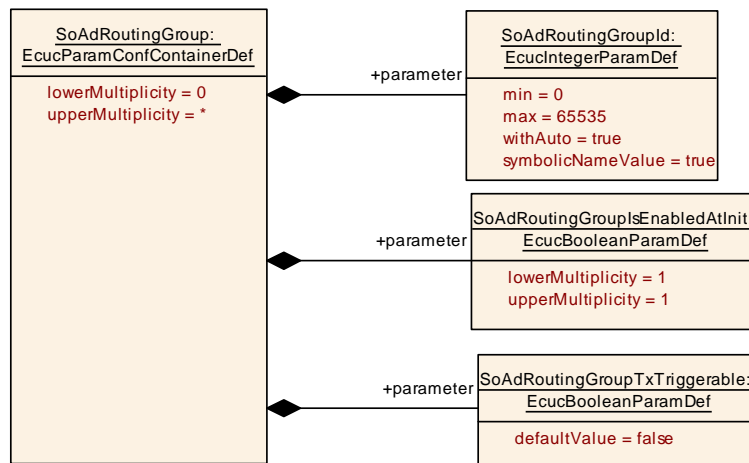 SoAdRoutingGroup:
EcucParamConfContainerDef
lowerMultiplicity = 0
upperMultiplicity = *
+parameter
SoAdRoutingGroupId:
EcucIntegerParamDef
min = 0
max = 65535
withAuto = true
symbolicNameValue = true
+parameter
SoAdRoutingGroupIsEnabledAtInit
EcucBooleanParamDef
lowerMultiplicity = 1
upperMultiplicity = 1
+parameter
SoAdRoutingGroupTxTriggerable:
EcucBooleanParamDef
defaultValue = false